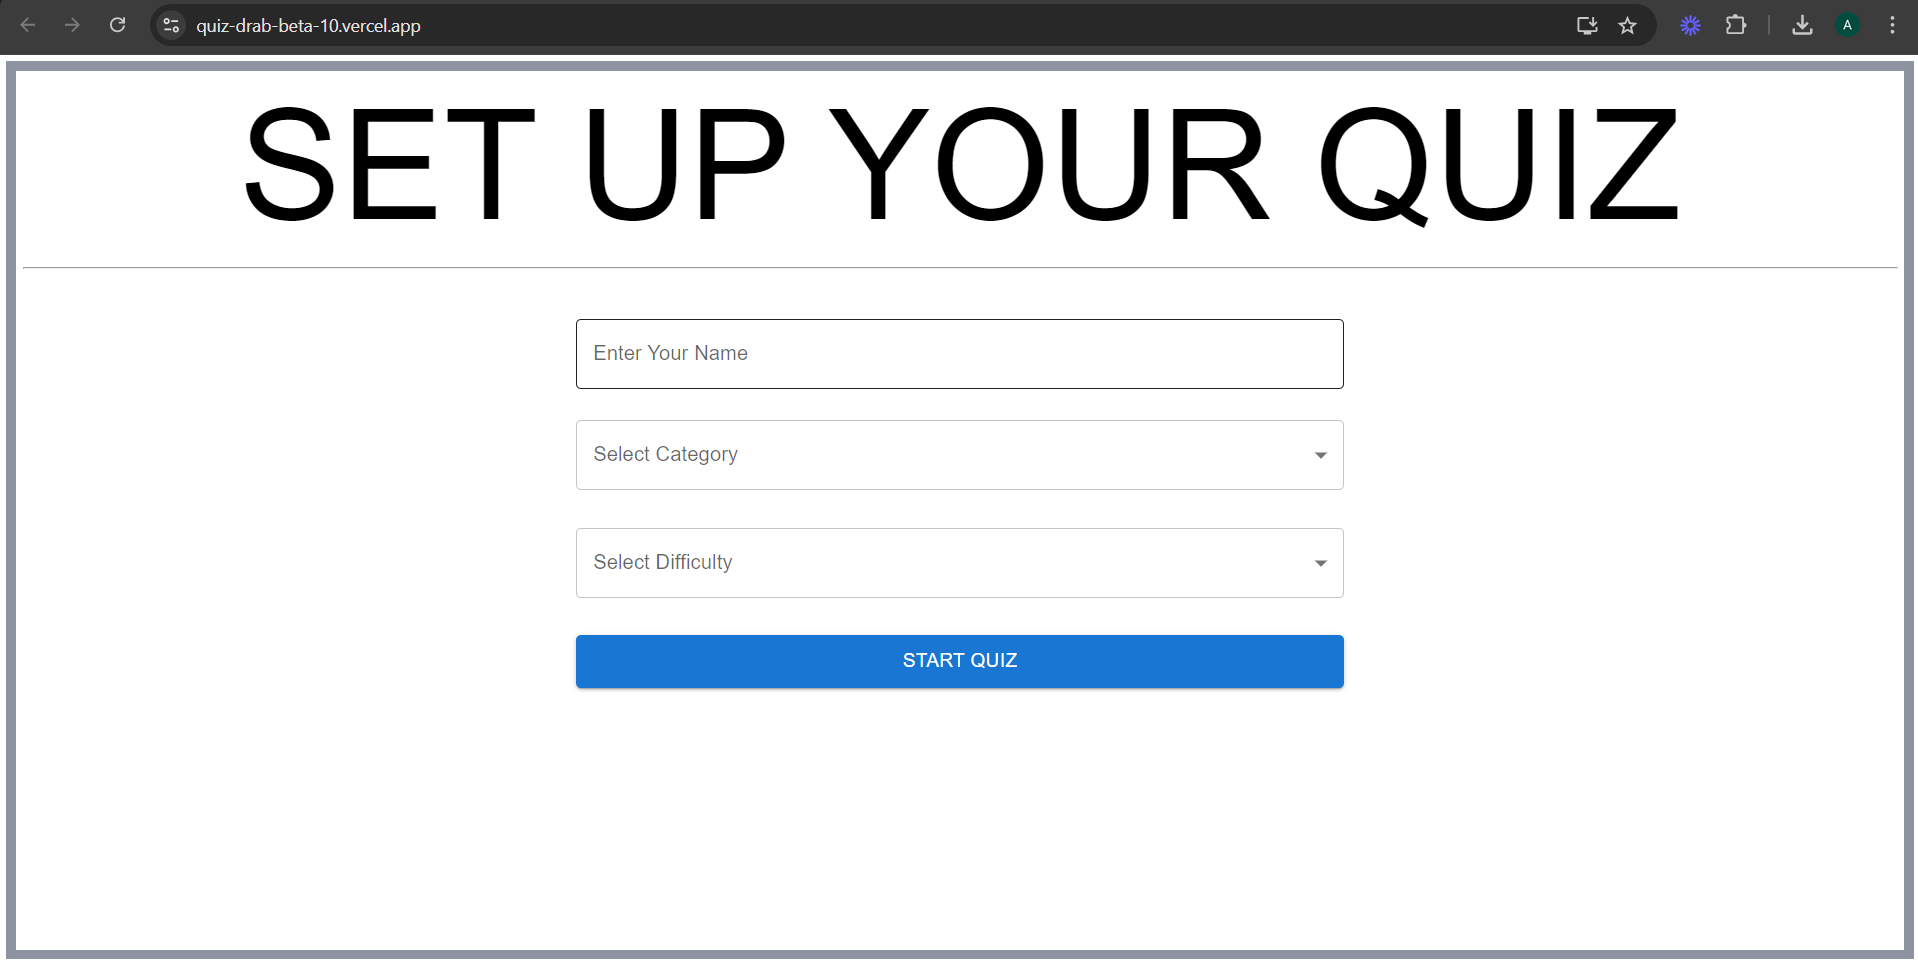 quiz-drab-beta-10.vercel.app
A
SET UP YOUR QUIZ
Enter Your Name
Select Category
Select Difficulty
START QUIZ